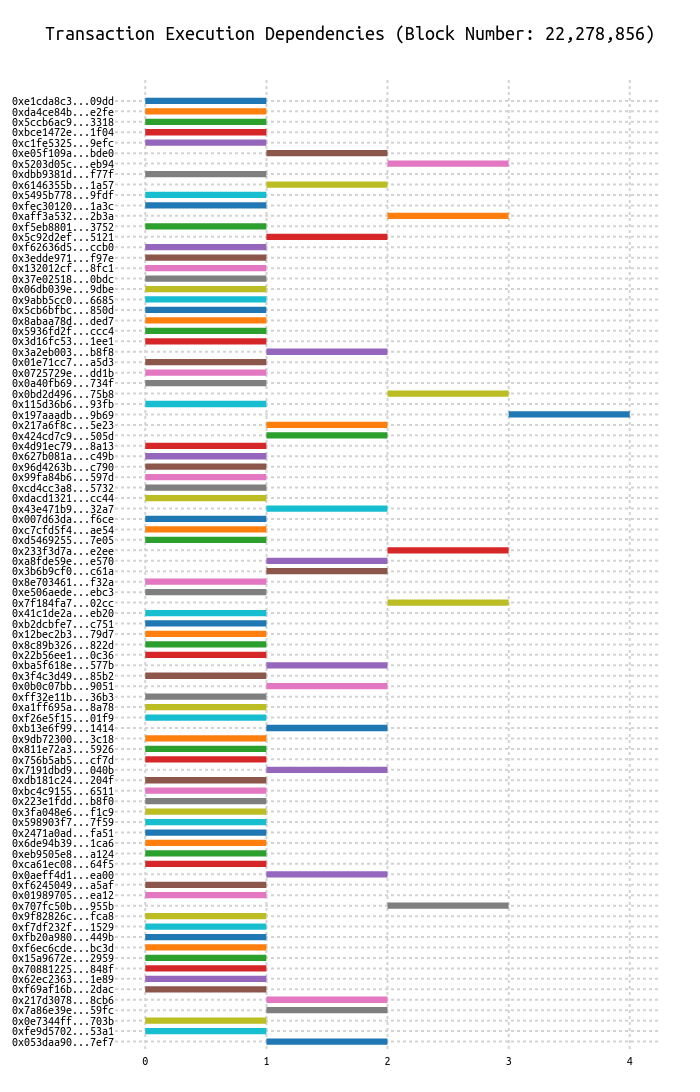 Transaction Execution Dependencies (Block Number: 22,278,856)
0xe1cda8c3...09dd
0xda4ce84b...e2fe
0x5ccb6ac9...3318
0xbce1472e...1f04
0xc1fe5325...9efc
0xe05f109a...bde0
0x5203d05c...eb94
0xdbb9381d...f77f
0x6146355b...1a57
0x5495b778...9fdf
0xfec30120...1a3c
0xaff3a532...2b3a
0xf5eb8801...3752
0x5c92d2ef...5121
0xf62636d5...ccb0
0x3edde971...f97e
0x132012cf...8fc1
0x37e02518...0bdc
0x06db039e...9dbe
0x9abb5cc0...6685
0x5cb6bfbc...850d
0x8abaa78d...ded7
0x5936fd2f...ccc4
0x3d16fc53...1ee1
0x3a2eb003...b8f8
0x01e71cc7...a5d3
0x0725729e...dd1b
0x0a40fb69...734f
0x0bd2d496...75b8
0x115d36b6...93fb
0x197aaadb...9b69
0x217a6f8c...5e23
0x424cd7c9...505d
0x4d91ec79...8a13
0x627b081a...c49b
0x96d4263b...c790
0x99fa84b6...597d
0xcd4cc3a8...5732
0xdacd1321...cc44
0x43e471b9...32a7
0x007d63da...f6ce
0xc7cfd5f4...ae54
0xd5469255...7e05
0x233f3d7a...e2ee
0xa8fde59e...e570
0x3b6b9cf0...c61a
0x8e703461...f32a
0xe506aede...ebc3
0x7f184fa7...02cc
0x41c1de2a...eb20
0xb2dcbfe7...c751
0x12bec2b3...79d7
0x8c89b326...822d
0x22b56ee1...0c36
0xba5f618e...577b
0x3f4c3d49...85b2
0x0b0c07bb...9051
0xff32e11b...36b3
0xa1ff695a...8a78
0xf26e5f15...01f9
0xb13e6f99...1414
0x9db72300...3c18
0x811e72a3...5926
0x756b5ab5...cf7d
0x7191dbd9...040b
0xdb181c24...204f
0xbc4c9155...6511
0x223e1fdd...b8f0
0x3fa048e6...f1c9
0x598903f7...7f59
0x2471a0ad...fa51
0x6de94b39...1ca6
0xeb9505e8...a124
0xca61ec08...64f5
0x0aeff4d1...ea00
0xf6245049...a5af
0x01989705...ea12
0x707fc50b...955b
0x9f82826c...fca8
0xf7df232f...1529
0xfb20a980...449b
0xf6ec6cde...bc3d
0x15a9672e...2959
0x70881225...848f
0x62ec2363...1e89
0xf69af16b...2dac
0x217d3078...8cb6
0x7a86e39e...59fc
0x0e7344ff...703b
0xfe9d5702...53a1
0x053daa90...7ef7
0 1 2 3 4